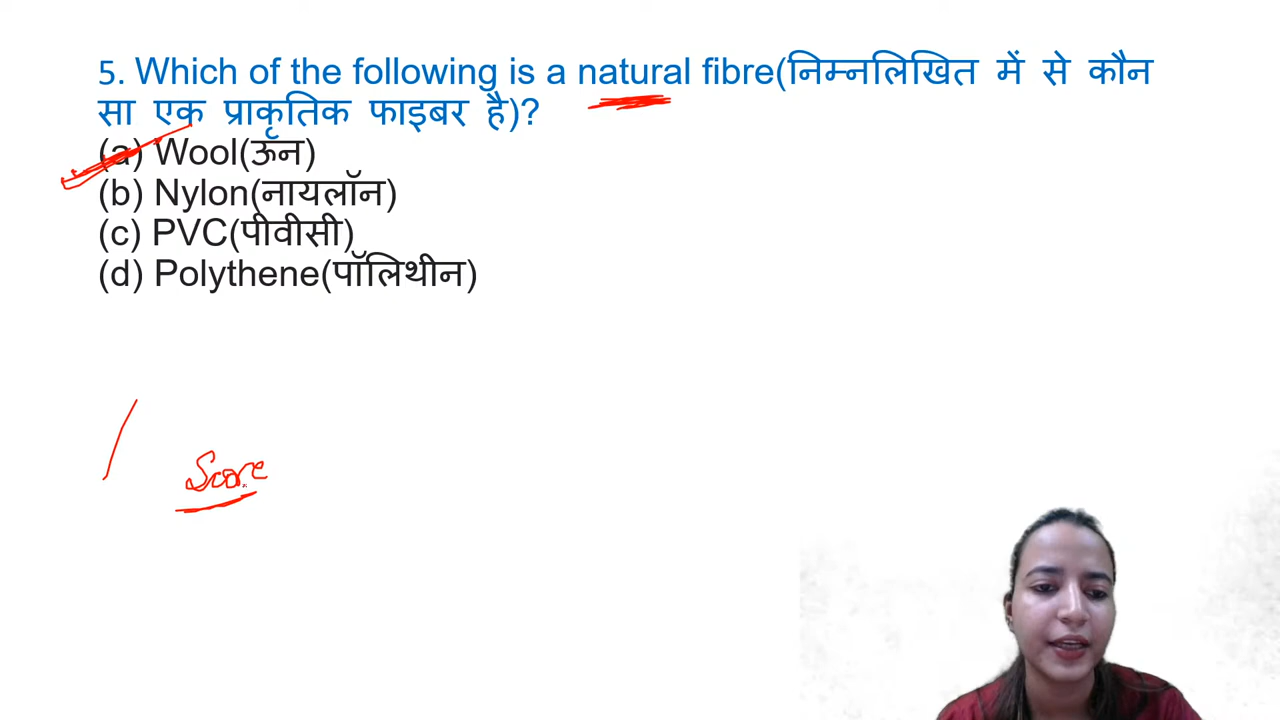 5. Which of the following is a natural fibre(निम्नलिखित में से कौन
सा एक प्राकृतिक फाइबर है)?
(a) Wool(ऊन)
(b) Nylon(नायलॉन)
(c) PVC(पीवीसी)
(d) Polythene(पॉलिथीन)
Score